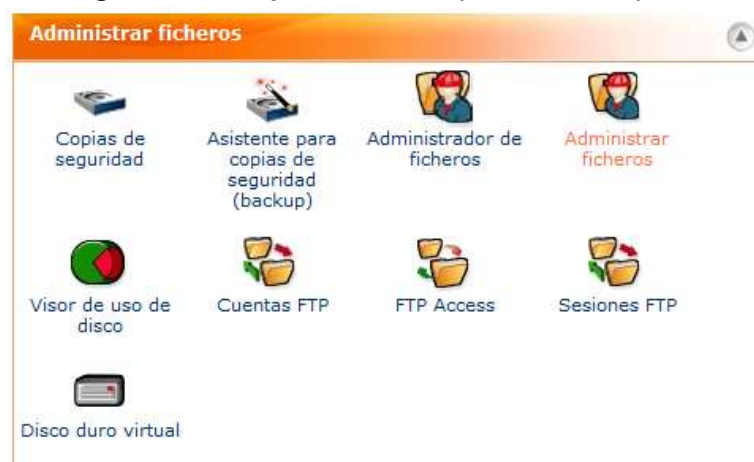 Administrar ficheros
Copias de
seguridad
Asistente para
copias de
seguridad
(backup)
Administrador de
ficheros
Administrar
ficheros
Visor de uso de
disco
Cuentas FTP
FTP Access
Sesiones FTP
Disco duro virtual